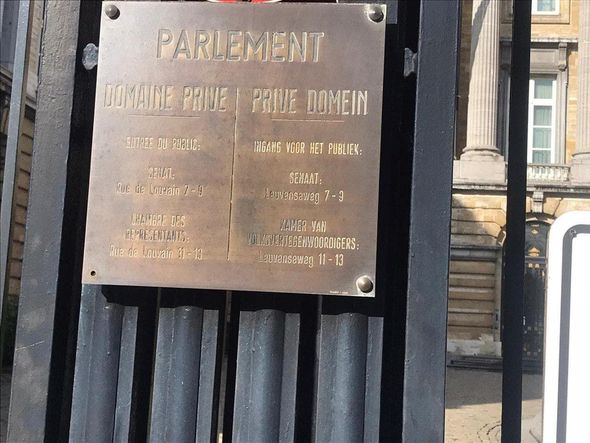 PARLEMENT
DOMAINE PRIVE
ENTREE DU PUBLIC:
SENAT:
Rue de Louvain 7 - 9
CHAMBRE DES
REPRESENTANTS:
Rue de Louvain 11 - 13
PRIVE DOMEIN
INGANG VOOR HET PUBLIEK:
SENAAT:
Leuvenseweg 7 - 9
KAMER VAN
VOLKSVERTEGENWOORDIGERS:
Leuvenseweg 11 - 13